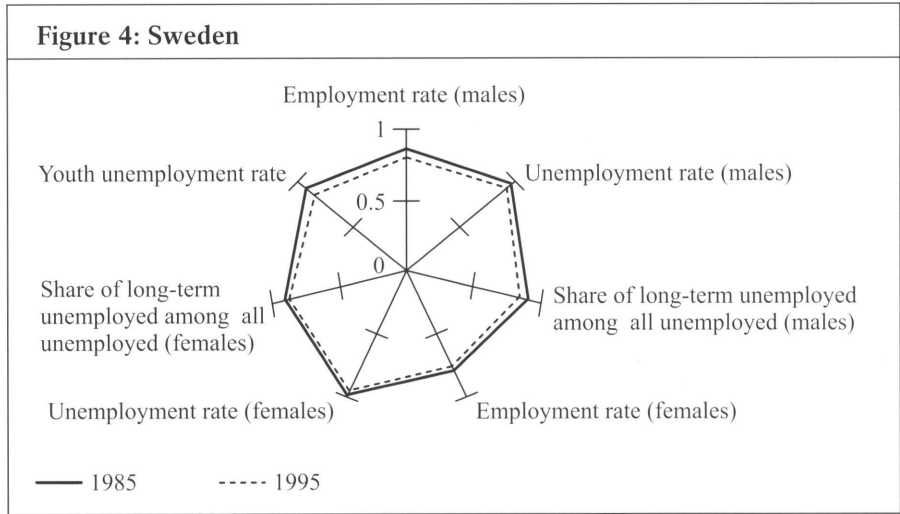 Figure 4: Sweden
Employment rate (males)
1
Youth unemployment rate
Unemployment rate (males)
0.5
0
Share of long-term
unemployed among all
unemployed (females)
Share of long-term unemployed
among all unemployed (males)
Unemployment rate (females)
Employment rate (females)
1985
1995